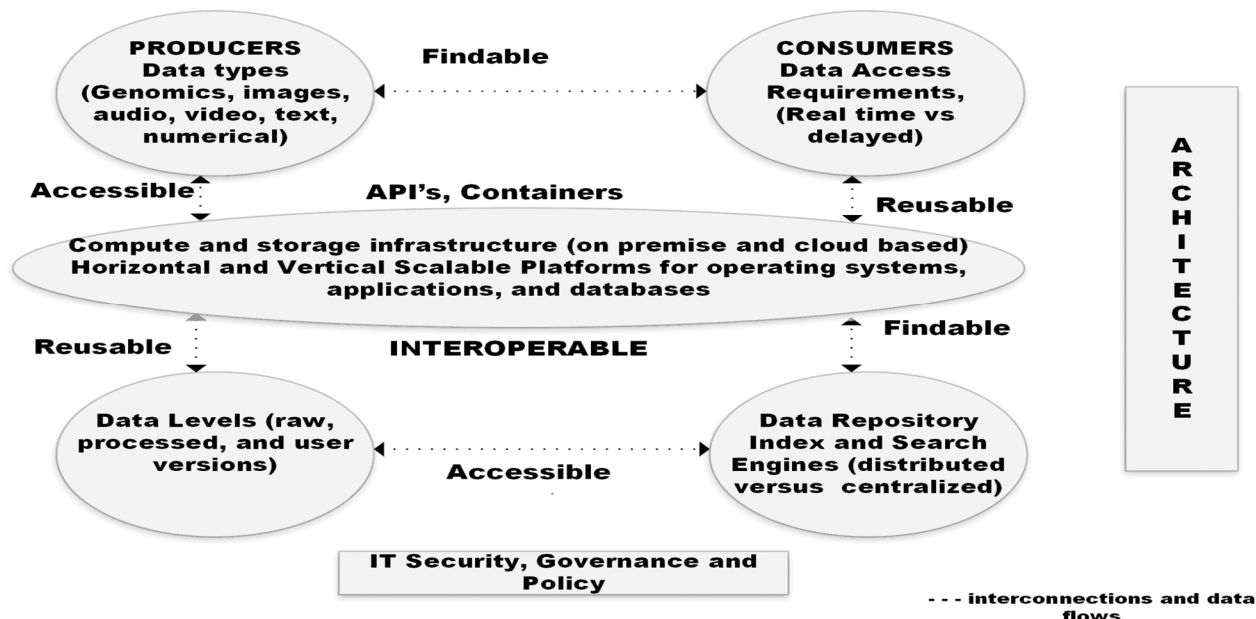 PRODUCERS
Data types
(Genomics, images,
audio, video, text,
numerical)
Findable
CONSUMERS
Data Access
Requirements,
(Real time vs
delayed)
Accessible
API's, Containers
Reusable
Compute and storage infrastructure (on premise and cloud based)
Horizontal and Vertical Scalable Platforms for operating systems,
applications, and databases
Reusable
INTEROPERABLE
Findable
Data Levels (raw,
processed, and user
versions)
Accessible
Data Repository
Index and Search
Engines (distributed
versus centralized)
IT Security, Governance and
Policy
A
R
C
H
I
T
E
C
T
U
R
E
- - - interconnections and data
flows